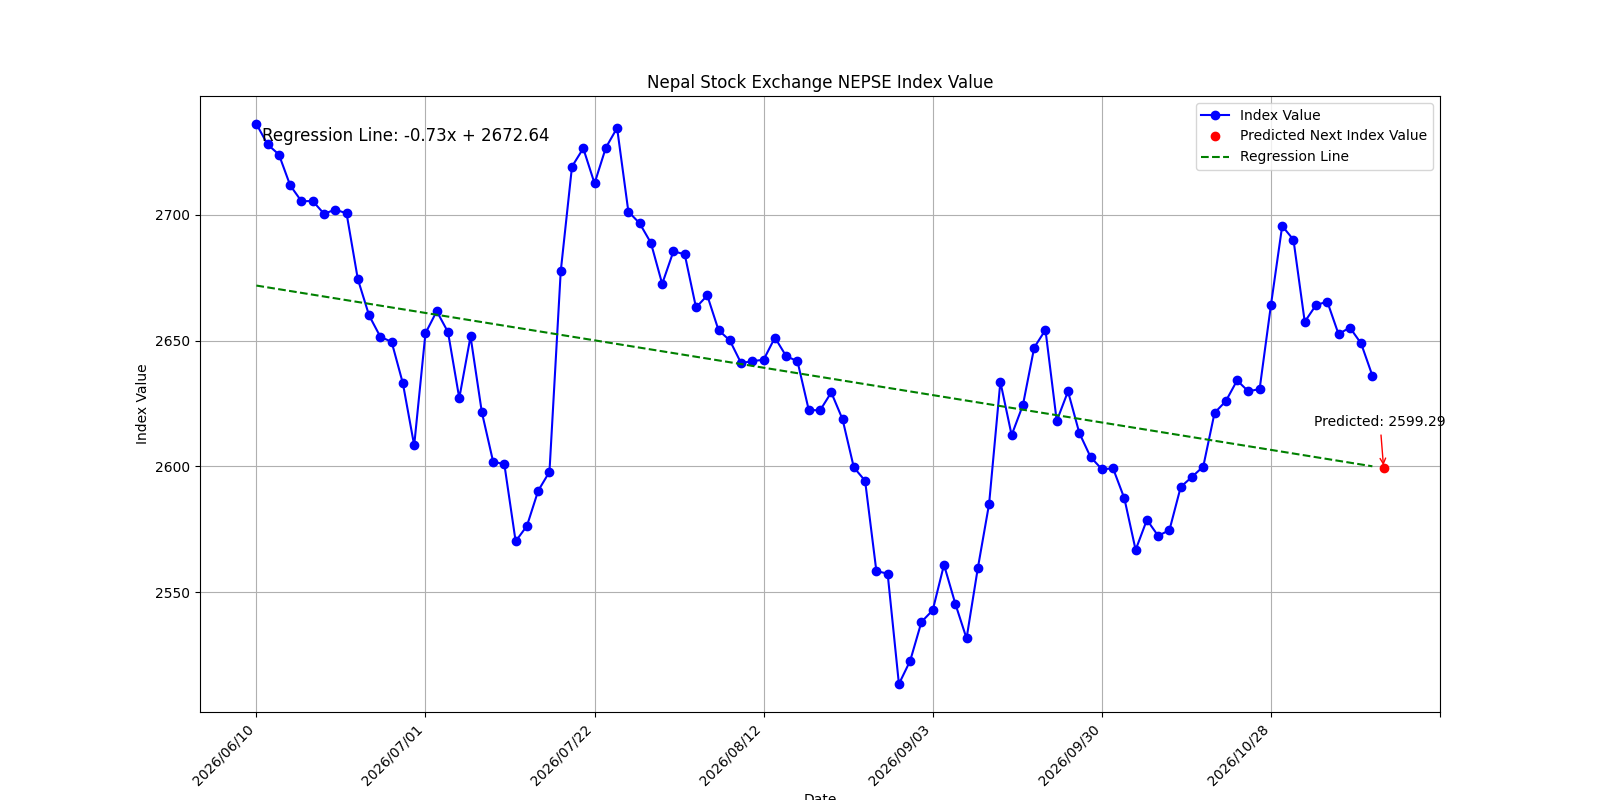 Nepal Stock Exchange NEPSE Index Value
Regression Line: -0.73x + 2672.64
Index Value
Predicted Next Index Value
Regression Line
2700
2650
2600
2550
Index Value
Predicted: 2599.29
2026/06/10
2026/07/01
2026/07/22
2026/08/12
2026/09/03
2026/09/30
2026/10/28
Date